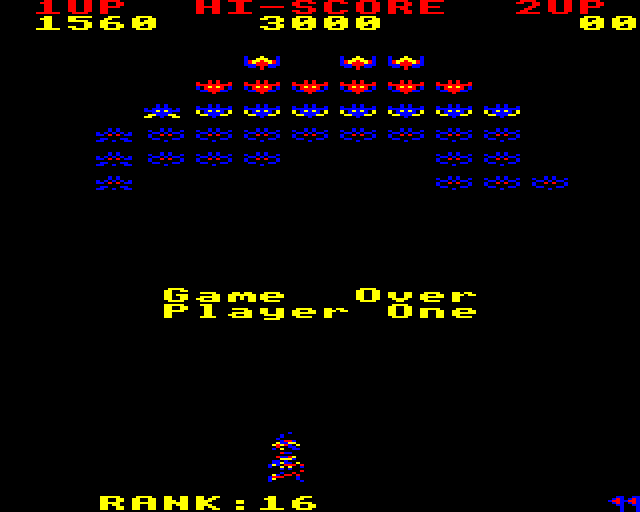 1UP HI-SCORE 2UP
1560 3000 00
Game Over
Player One
RANK:16